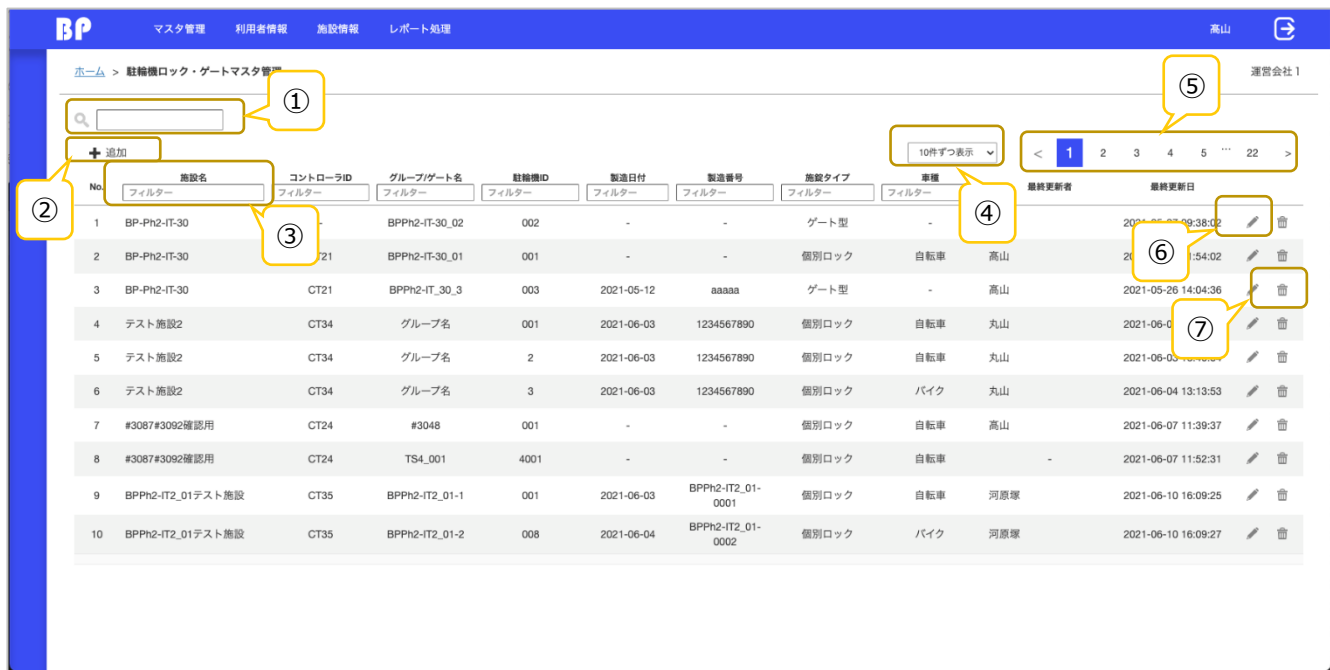 BP マスタ管理 利用者情報 施設情報 レポート処理 高山
ホーム > 駐輪機ロック・ゲートマスタ管理 運営会社1
① ⑤
+ 追加 10件ずつ表示 < 1 2 3 4 5 … 22 >
No. 施設名 コントローラID グループ/ゲート名 駐輪機ID 製造日付 製造番号 施錠タイプ 車種 最終更新者 最終更新日
フィルター フィルター フィルター フィルター フィルター フィルター フィルター フィルター
② ③ ④
1 BP-Ph2-IT-30 - BPPh2-IT-30_02 002 - - ゲート型 - 09:38:02
⑥
2 BP-Ph2-IT-30 BPPh2-IT-30_01 001 - - 個別ロック 自転車 高山
3 BP-Ph2-IT-30 CT21 BPPh2-IT_30_3 003 2021-05-12 aaaaa ゲート型 - 高山 2021-05-26 14:04:36
⑦
4 テスト施設2 CT34 グループ名 001 2021-06-03 1234567890 個別ロック 自転車 丸山
5 テスト施設2 CT34 グループ名 2 2021-06-03 1234567890 個別ロック 自転車 丸山
6 テスト施設2 CT34 グループ名 3 2021-06-03 1234567890 個別ロック バイク 丸山 2021-06-04 13:13:53
7 #3087#3092確認用 CT24 #3048 001 - - 個別ロック 自転車 高山 2021-06-07 11:39:37
8 #3087#3092確認用 CT24 TS4_001 4001 - - 個別ロック 自転車 - 2021-06-07 11:52:31
9 BPPh2-IT2_01テスト施設 CT35 BPPh2-IT2_01-1 001 2021-06-03 BPPh2-IT2_01-0001 個別ロック 自転車 河原塚 2021-06-10 16:09:25
10 BPPh2-IT2_01テスト施設 CT35 BPPh2-IT2_01-2 008 2021-06-04 BPPh2-IT2_01-0002 個別ロック バイク 河原塚 2021-06-10 16:09:27